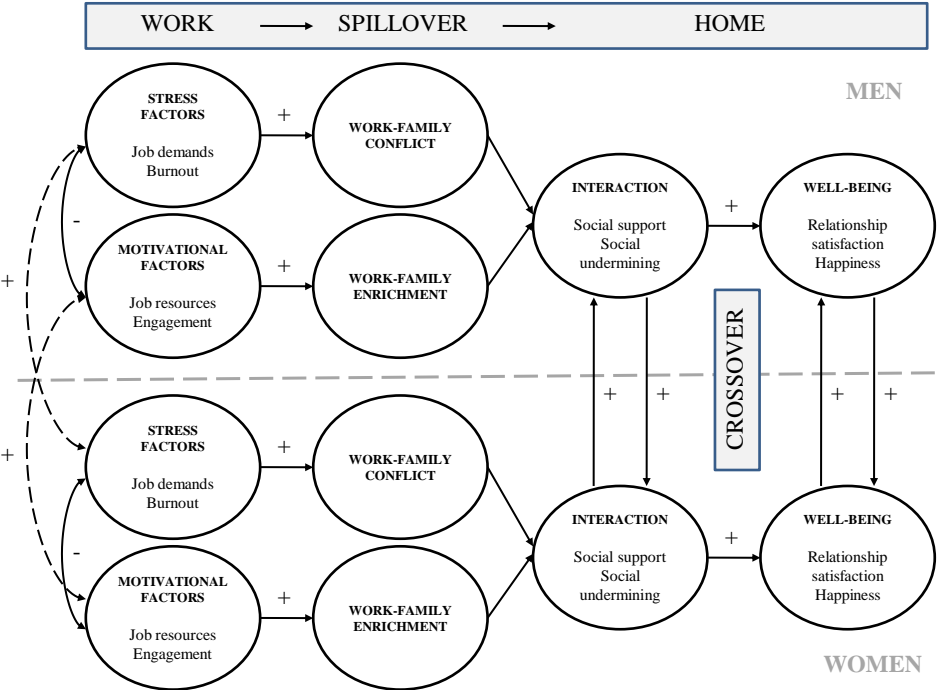 WORK SPILLOVER HOME
MEN
STRESS
FACTORS
Job demands
Burnout
+
WORK-FAMILY
CONFLICT
INTERACTION
Social support
Social
undermining
+
WELL-BEING
Relationship
satisfaction
Happiness
-
MOTIVATIONAL
FACTORS
Job resources
Engagement
+
WORK-FAMILY
ENRICHMENT
+
+
CROSSOVER
+
+
+
+
STRESS
FACTORS
Job demands
Burnout
+
WORK-FAMILY
CONFLICT
INTERACTION
Social support
Social
undermining
+
WELL-BEING
Relationship
satisfaction
Happiness
-
MOTIVATIONAL
FACTORS
Job resources
Engagement
+
WORK-FAMILY
ENRICHMENT
WOMEN